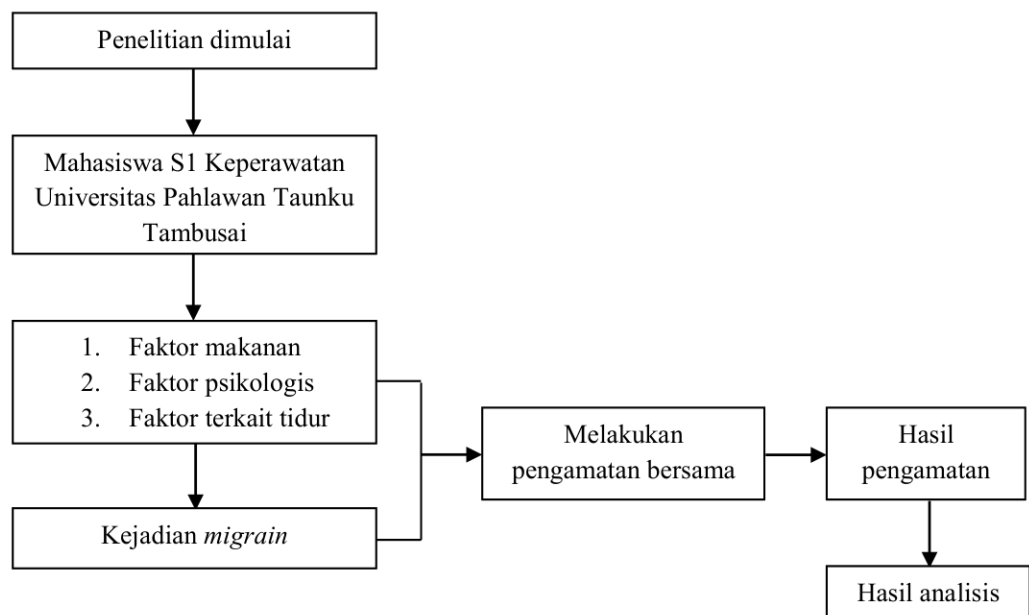 Penelitian dimulai
Mahasiswa S1 Keperawatan
Universitas Pahlawan Taunku
Tambusai
1. Faktor makanan
2. Faktor psikologis
3. Faktor terkait tidur
Kejadian migrain
Melakukan
pengamatan bersama
Hasil
pengamatan
Hasil analisis